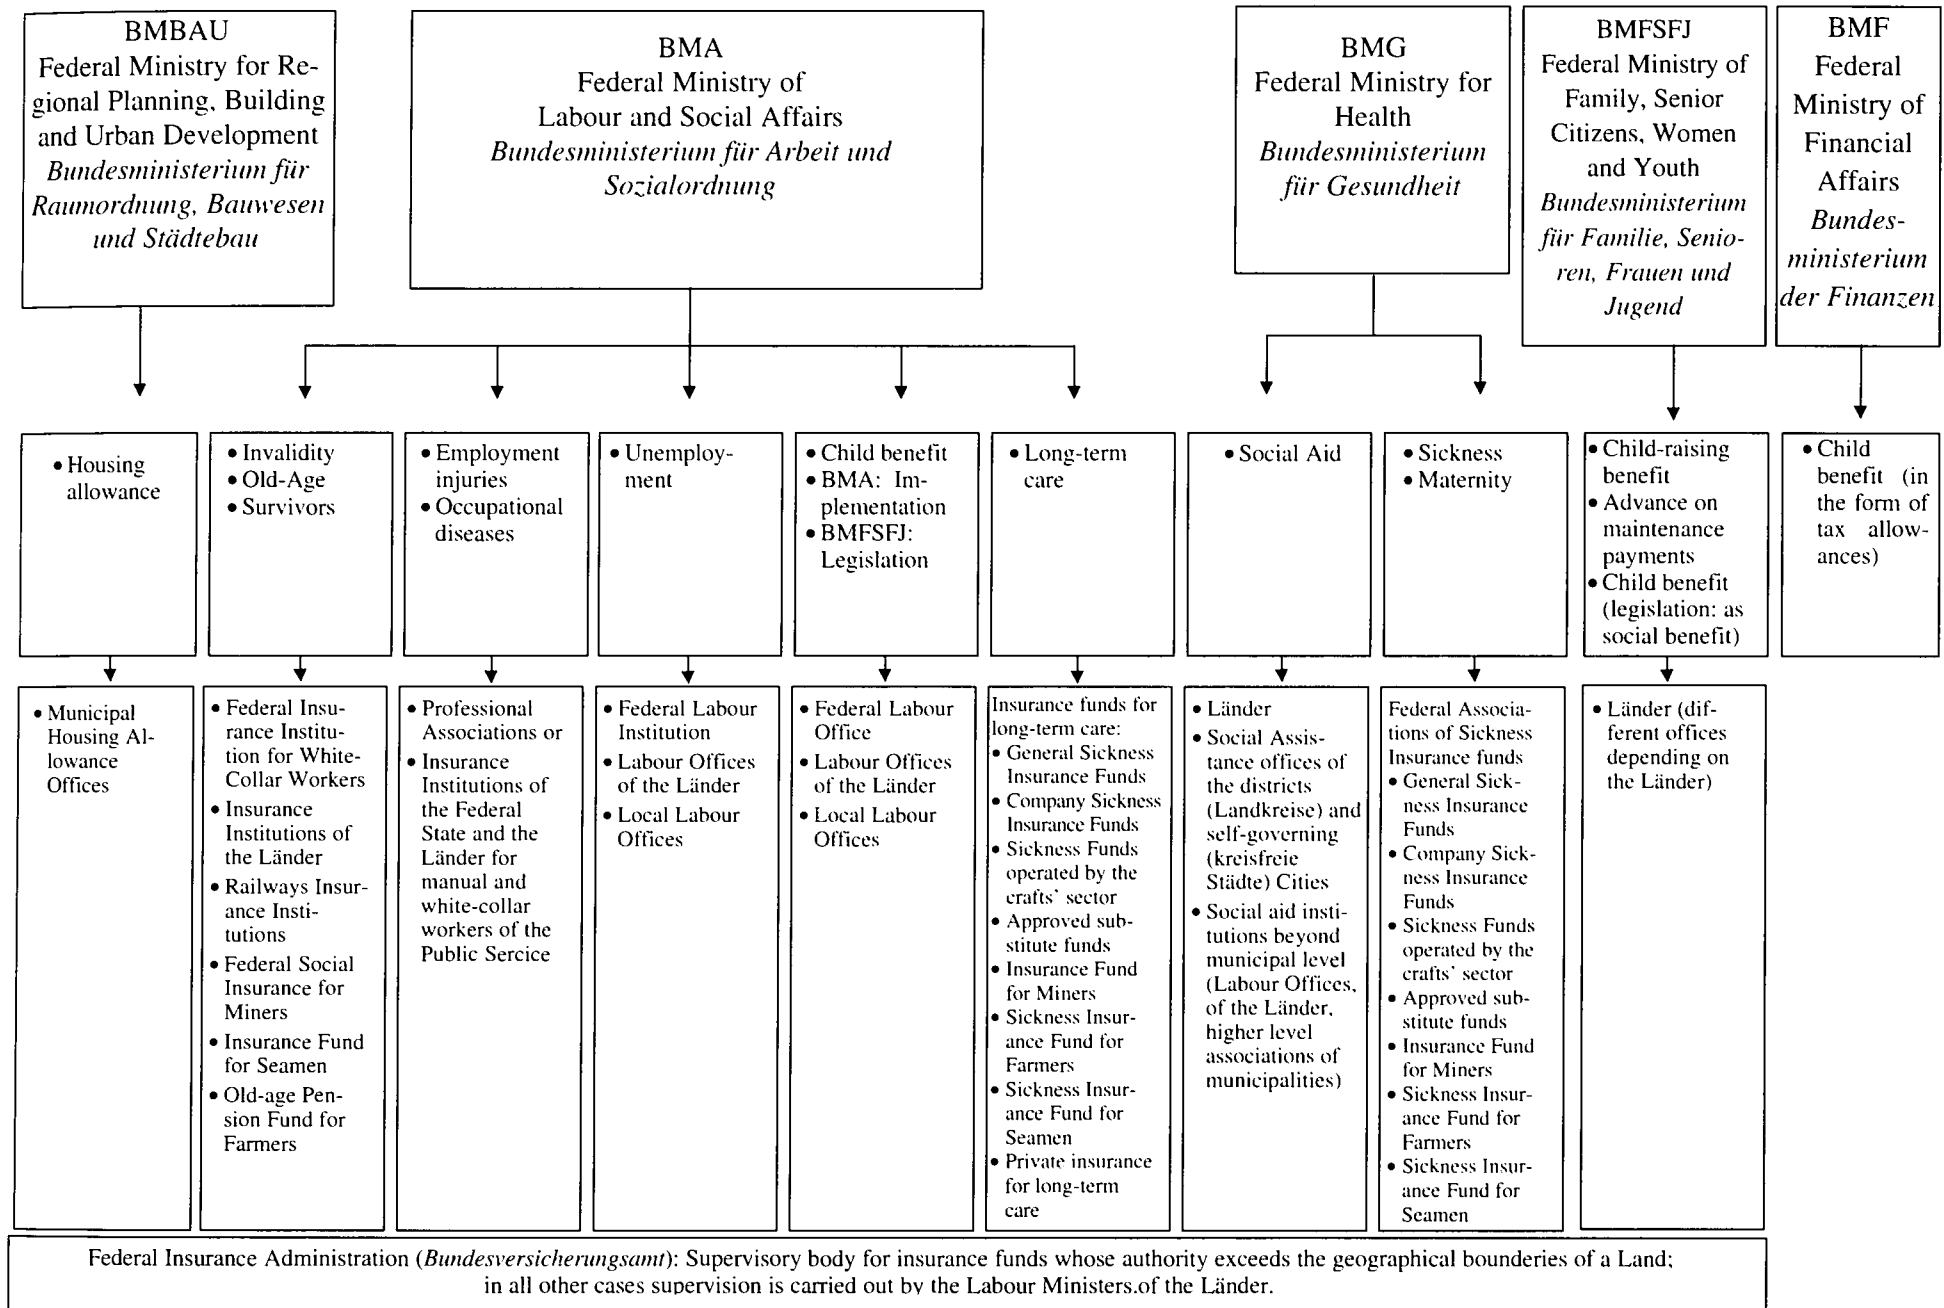 BMBAU
Federal Ministry for Re-
gional Planning, Building
and Urban Development
Bundesministerium für
Raumordnung, Bauwesen
und Städtebau
BMA
Federal Ministry of
Labour and Social Affairs
Bundesministerium für Arbeit und
Sozialordnung
BMG
Federal Ministry for
Health
Bundesministerium
für Gesundheit
BMFSFJ
Federal Ministry of
Family, Senior
Citizens, Women
and Youth
Bundesministerium
für Familie, Senio-
ren, Frauen und
Jugend
BMF
Federal
Ministry of
Financial
Affairs
Bundes-
ministerium
der Finanzen
• Housing
allowance
• Invalidity
• Old-Age
• Survivors
• Employment
injuries
• Occupational
diseases
• Unemploy-
ment
• Child benefit
• BMA: Im-
plementation
• BMFSFJ:
Legislation
• Long-term
care
• Social Aid
• Sickness
• Maternity
• Child-raising
benefit
• Advance on
maintenance
payments
• Child benefit
(legislation: as
social benefit)
• Child
benefit (in
the form of
tax allow-
ances)
• Municipal
Housing Al-
lowance
Offices
• Federal Insu-
rance Institu-
tion for White-
Collar Workers
• Insurance
Institutions of
the Länder
• Railways Insur-
ance Insti-
tutions
• Federal Social
Insurance for
Miners
• Insurance Fund
for Seamen
• Old-age Pen-
sion Fund for
Farmers
• Professional
Associations or
• Insurance
Institutions of
the Federal
State and the
Länder for
manual and
white-collar
workers of the
Public Sercice
• Federal Labour
Institution
• Labour Offices
of the Länder
• Local Labour
Offices
• Federal Labour
Office
• Labour Offices
of the Länder
• Local Labour
Offices
Insurance funds for
long-term care:
• General Sickness
Insurance Funds
• Company Sickness
Insurance Funds
• Sickness Funds
operated by the
crafts' sector
• Approved sub-
stitute funds
• Insurance Fund
for Miners
• Sickness Insur-
ance Fund for
Farmers
• Sickness Insur-
ance Fund for
Seamen
• Private insurance
for long-term
care
• Länder
• Social Assis-
tance offices of
the districts
(Landkreise) and
self-governing
(kreisfreie
Städte) Cities
• Social aid insti-
tutions beyond
municipal level
(Labour Offices,
of the Länder,
higher level
associations of
municipalities)
Federal Associa-
tions of Sickness
Insurance funds
• General Sick-
ness Insurance
Funds
• Company Sick-
ness Insurance
Funds
• Sickness Funds
operated by the
crafts' sector
• Approved sub-
stitute funds
• Insurance Fund
for Miners
• Sickness Insur-
ance Fund for
Farmers
• Sickness Insur-
ance Fund for
Seamen
• Länder (dif-
ferent offices
depending on
the Länder)
Federal Insurance Administration (Bundesversicherungsamt): Supervisory body for insurance funds whose authority exceeds the geographical bounderies of a Land;
in all other cases supervision is carried out by the Labour Ministers.of the Länder.